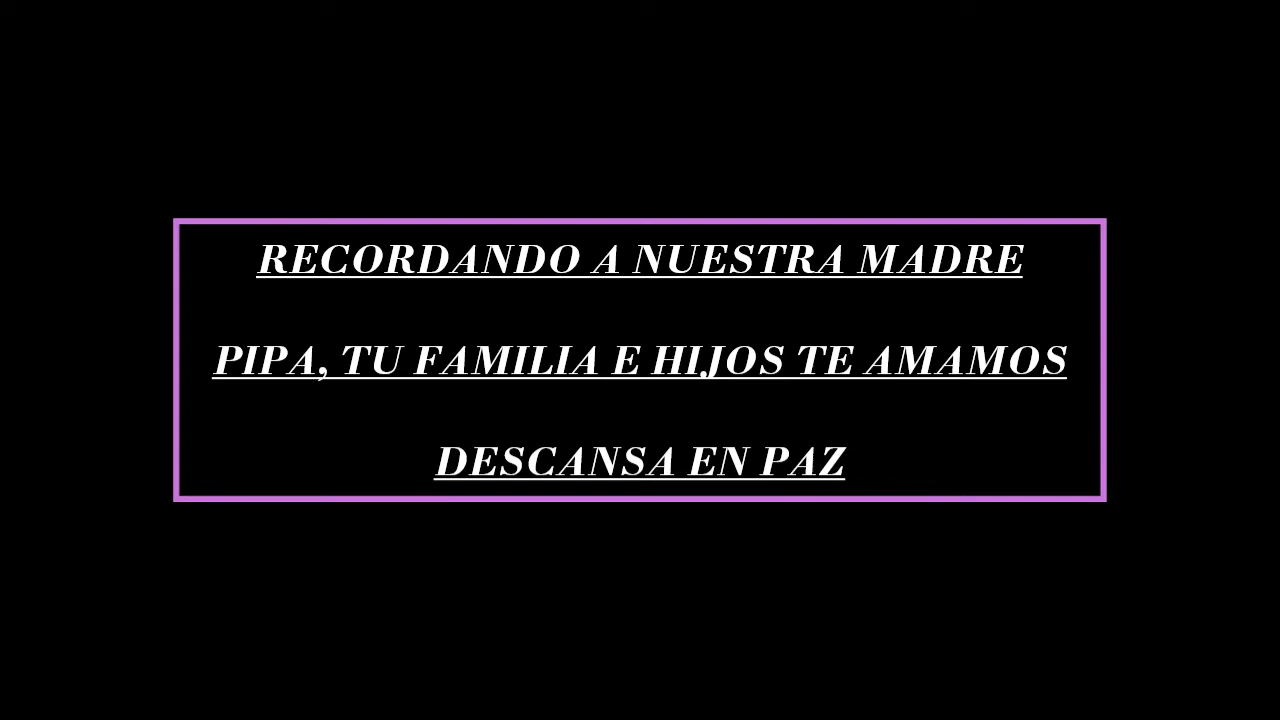 RECORDANDO A NUESTRA MADRE
PIPA, TU FAMILIA E HIJOS TE AMAMOS
DESCANSA EN PAZ